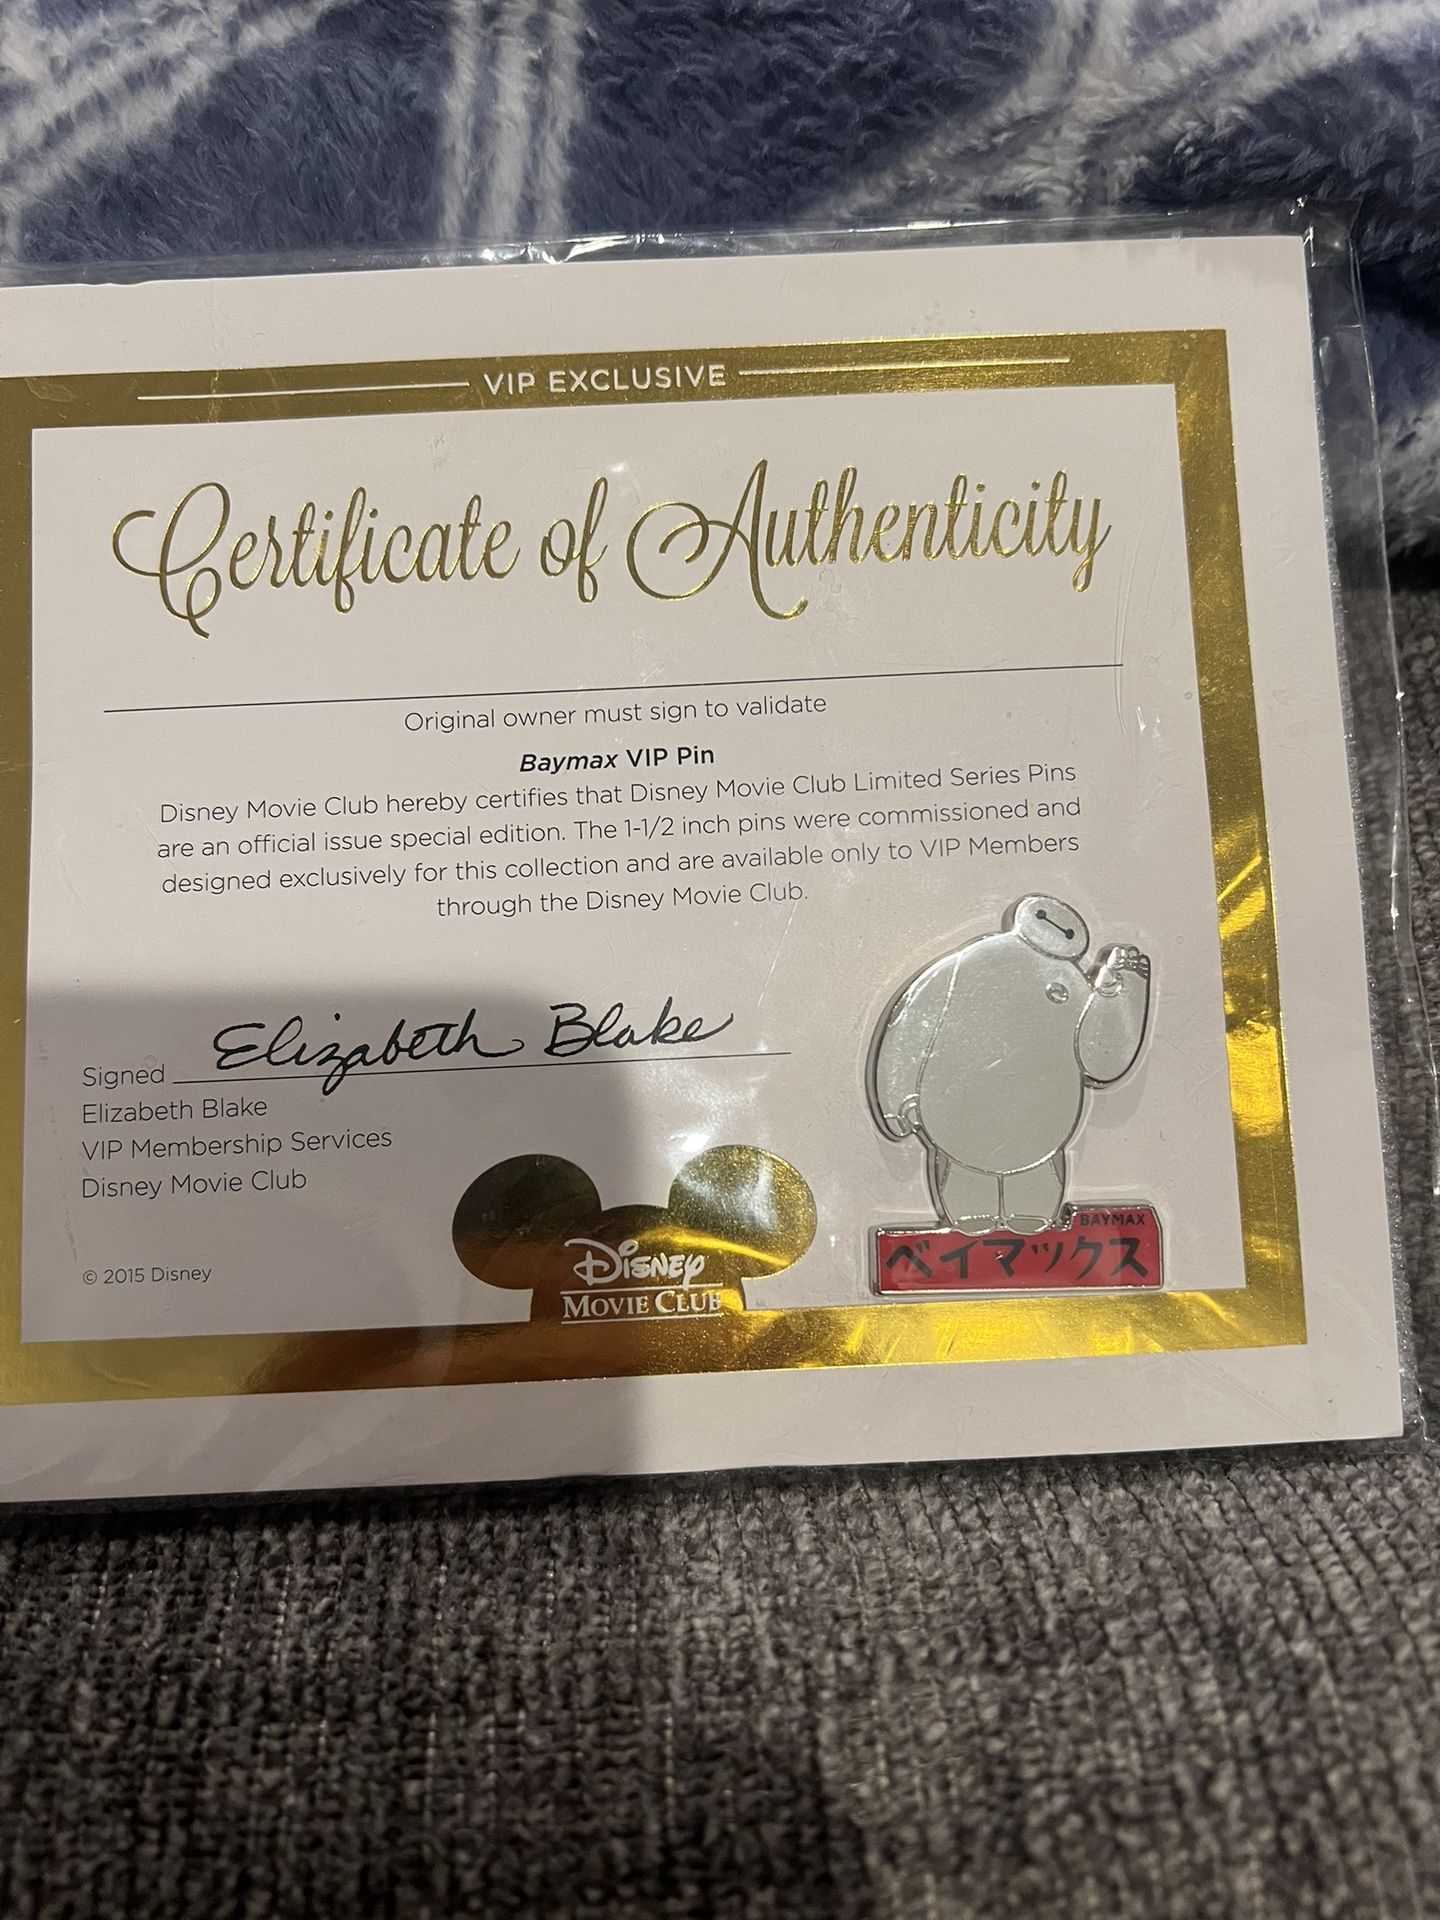 VIP EXCLUSIVE
Certificate of Authenticity
Original owner must sign to validate
Baymax VIP Pin
Disney Movie Club hereby certifies that Disney Movie Club Limited Series Pins
are an official issue special edition. The 1-1/2 inch pins were commissioned and
designed exclusively for this collection and are available only to VIP Members
through the Disney Movie Club.
Signed Elizabeth Blake
Elizabeth Blake
VIP Membership Services
Disney Movie Club
© 2015 Disney
DISNEY
MOVIE CLUB
BAYMAX
ベイマックス